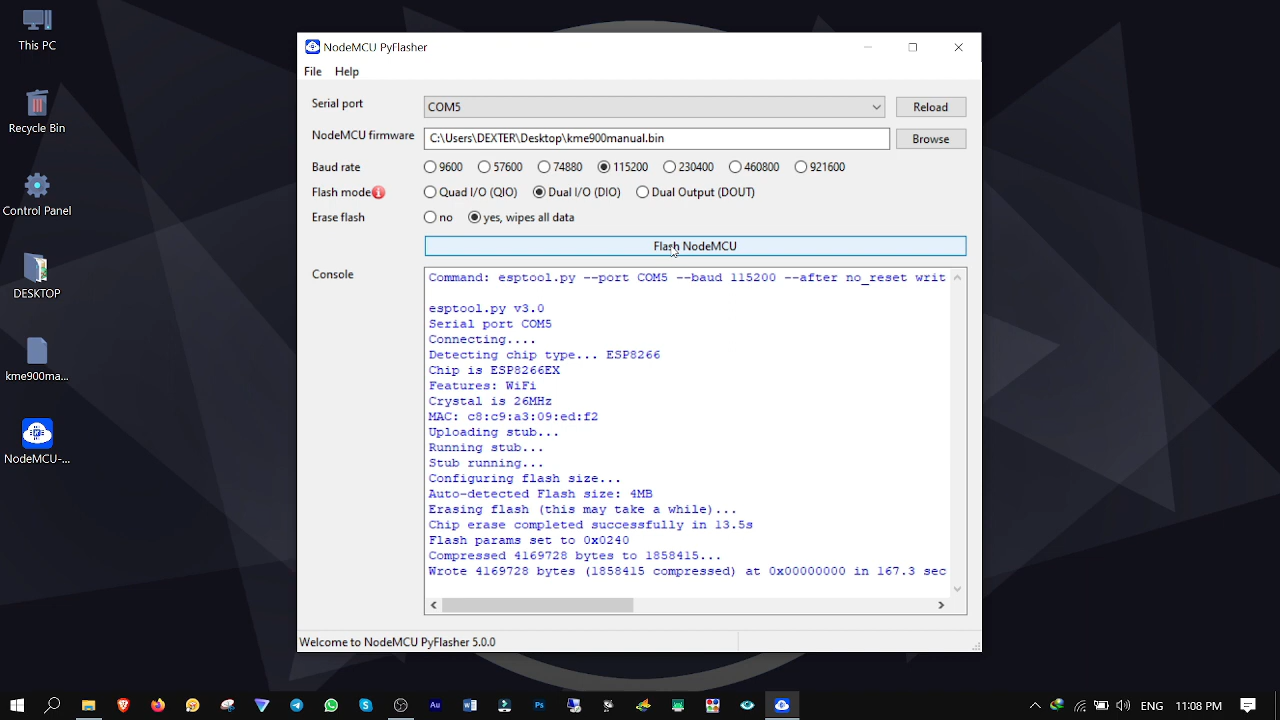 This PC
Recycle Bin
Control Panel
DESKTOP
kme900ma...
NodeMCU-...
NodeMCU PyFlasher
File Help
Serial port COM5 Reload
NodeMCU firmware C:\Users\DEXTER\Desktop\kme900manual.bin Browse
Baud rate 9600 57600 74880 115200 230400 460800 921600
Flash mode Quad I/O (QIO) Dual I/O (DIO) Dual Output (DOUT)
Erase flash no yes, wipes all data
Flash NodeMCU
Console
Command: esptool.py --port COM5 --baud 115200 --after no_reset writ
esptool.py v3.0
Serial port COM5
Connecting....
Detecting chip type... ESP8266
Chip is ESP8266EX
Features: WiFi
Crystal is 26MHz
MAC: c8:c9:a3:09:ed:f2
Uploading stub...
Running stub...
Stub running...
Configuring flash size...
Auto-detected Flash size: 4MB
Erasing flash (this may take a while)...
Chip erase completed successfully in 13.5s
Flash params set to 0x0240
Compressed 4169728 bytes to 1858415...
Wrote 4169728 bytes (1858415 compressed) at 0x00000000 in 167.3 sec
Welcome to NodeMCU PyFlasher 5.0.0
Au Ps ENG 11:08 PM